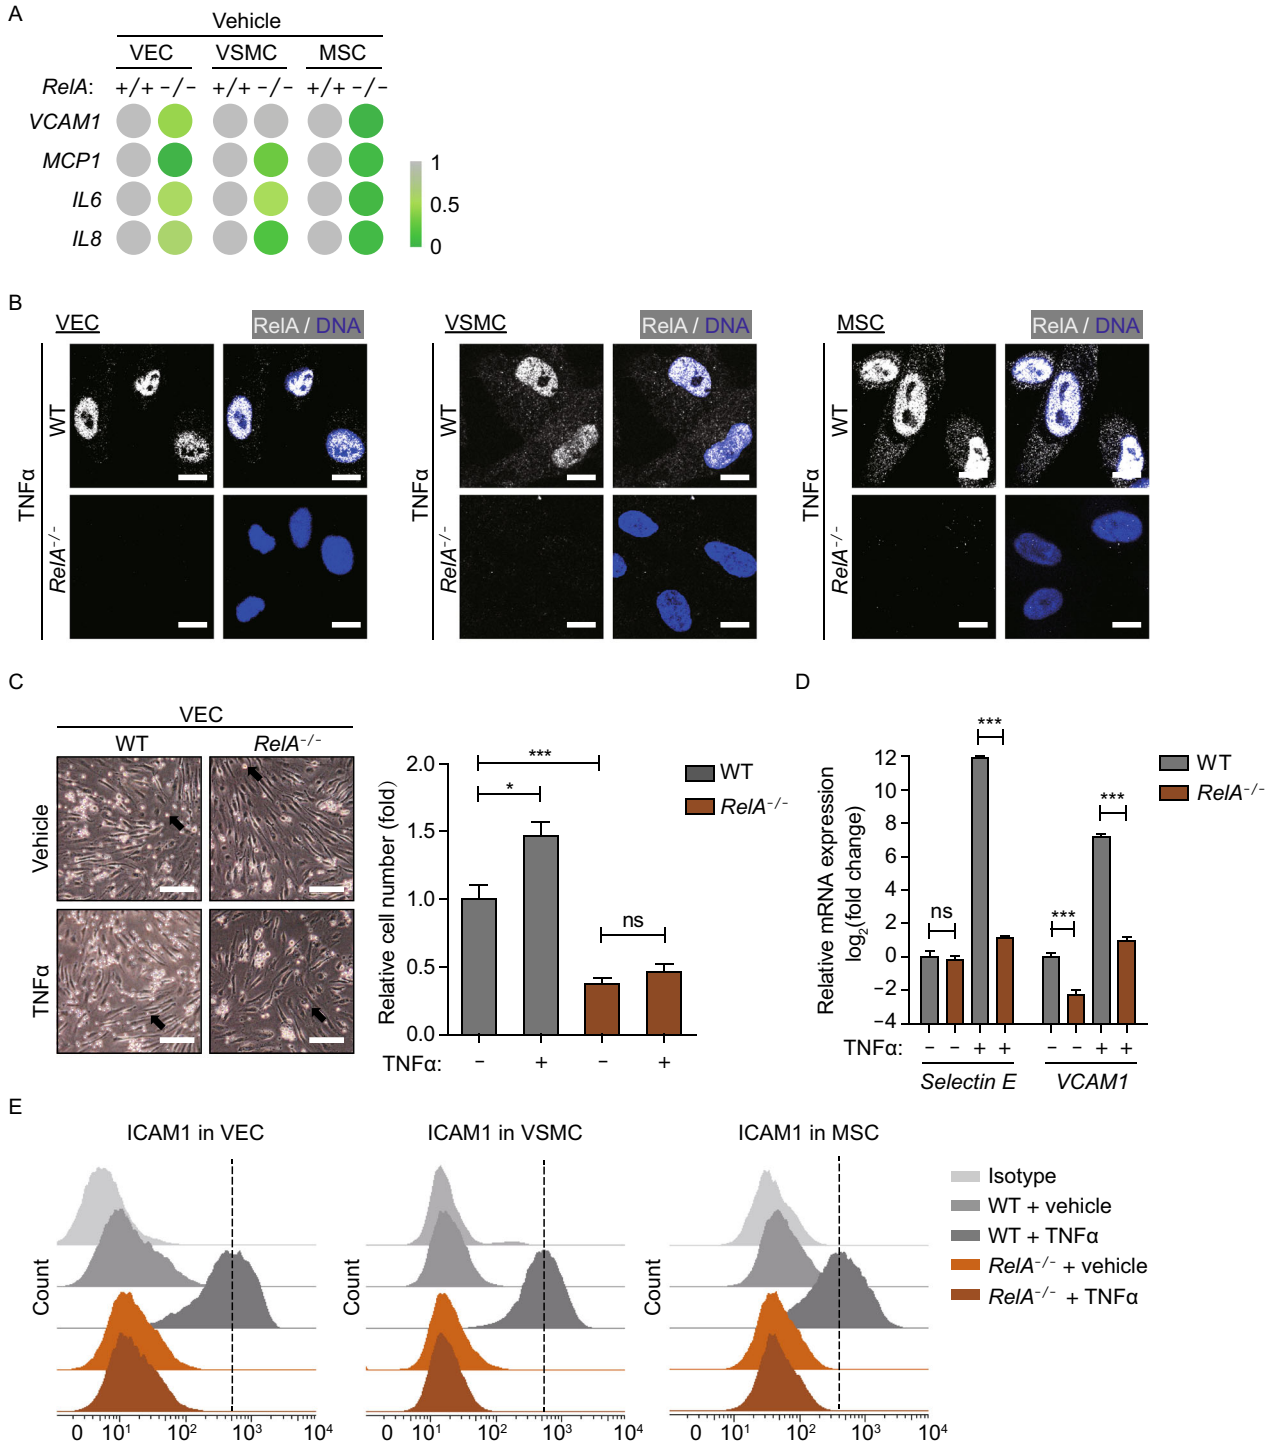 A
Vehicle
VEC VSMC MSC
RelA: +/+ −/− +/+ −/− +/+ −/−
VCAM1
MCP1
IL6
IL8
1
0.5
0
B
VEC RelA / DNA VSMC RelA / DNA MSC RelA / DNA
TNFα WT RelA−/−
TNFα WT RelA−/−
TNFα WT RelA−/−
C
VEC
WT RelA−/−
Vehicle
TNFα
Relative cell number (fold)
2.0
1.5
1.0
0.5
0.0
***
*
ns
WT
RelA−/−
TNFα: − + − +
D
Relative mRNA expression
log2(fold change)
12
10
8
6
4
2
0
−2
−4
ns *** *** ***
WT
RelA−/−
TNFα: − − + + − − + +
Selectin E VCAM1
E
ICAM1 in VEC ICAM1 in VSMC ICAM1 in MSC
Count Count Count
Isotype
WT + vehicle
WT + TNFα
RelA−/− + vehicle
RelA−/− + TNFα
0 101 102 103 104 0 101 102 103 104 0 101 102 103 104